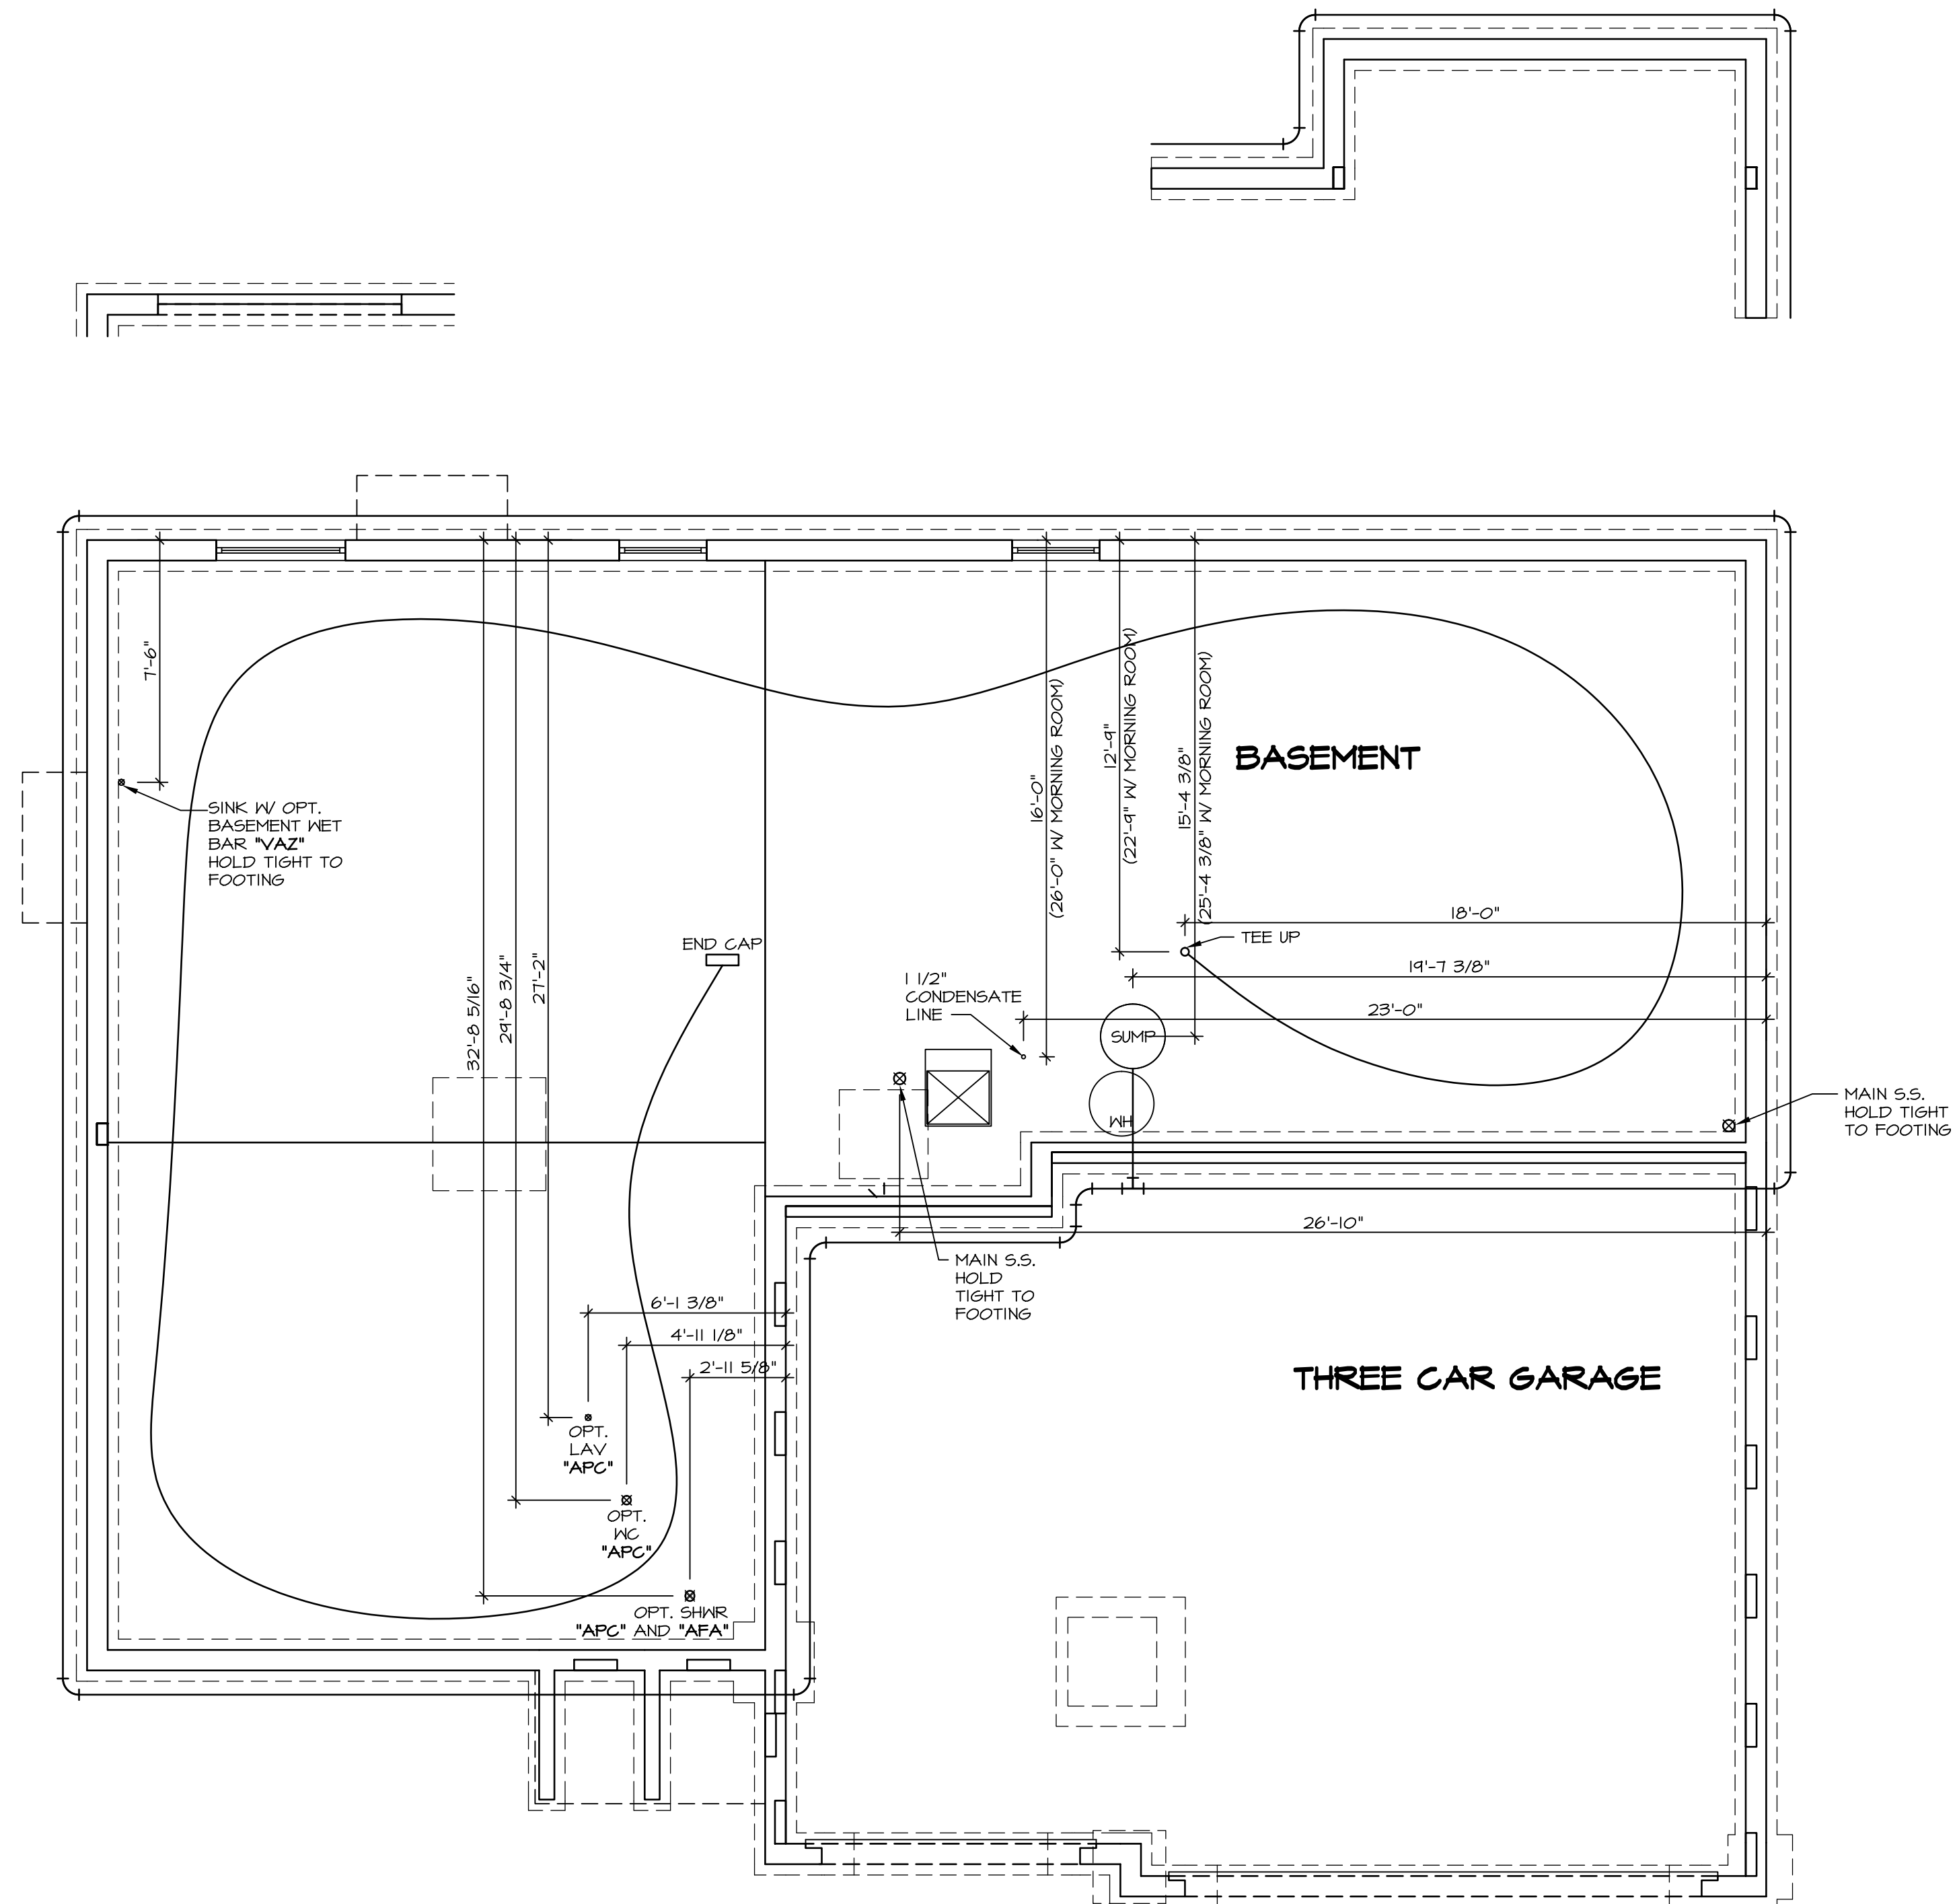 7'-6"
SINK W/ OPT.
BASEMENT WET
BAR "VAZ"
HOLD TIGHT TO
FOOTING
32'-8 5/16"
29'-8 3/4"
27'-2"
END CAP
16'-0"
(26'-0" W/ MORNING ROOM)
12'-9"
(22'-9" W/ MORNING ROOM)
15'-4 3/8"
(25'-4 3/8" W/ MORNING ROOM)
BASEMENT
18'-0"
TEE UP
19'-7 3/8"
23'-0"
1 1/2"
CONDENSATE
LINE
SUMP
WH
MAIN S.S.
HOLD TIGHT
TO FOOTING
26'-10"
MAIN S.S.
HOLD
TIGHT TO
FOOTING
6'-1 3/8"
4'-11 1/8"
2'-11 5/8"
THREE CAR GARAGE
OPT.
LAV
"APC"
OPT.
WC
"APC"
OPT. SHWR
"APC" AND "AFA"